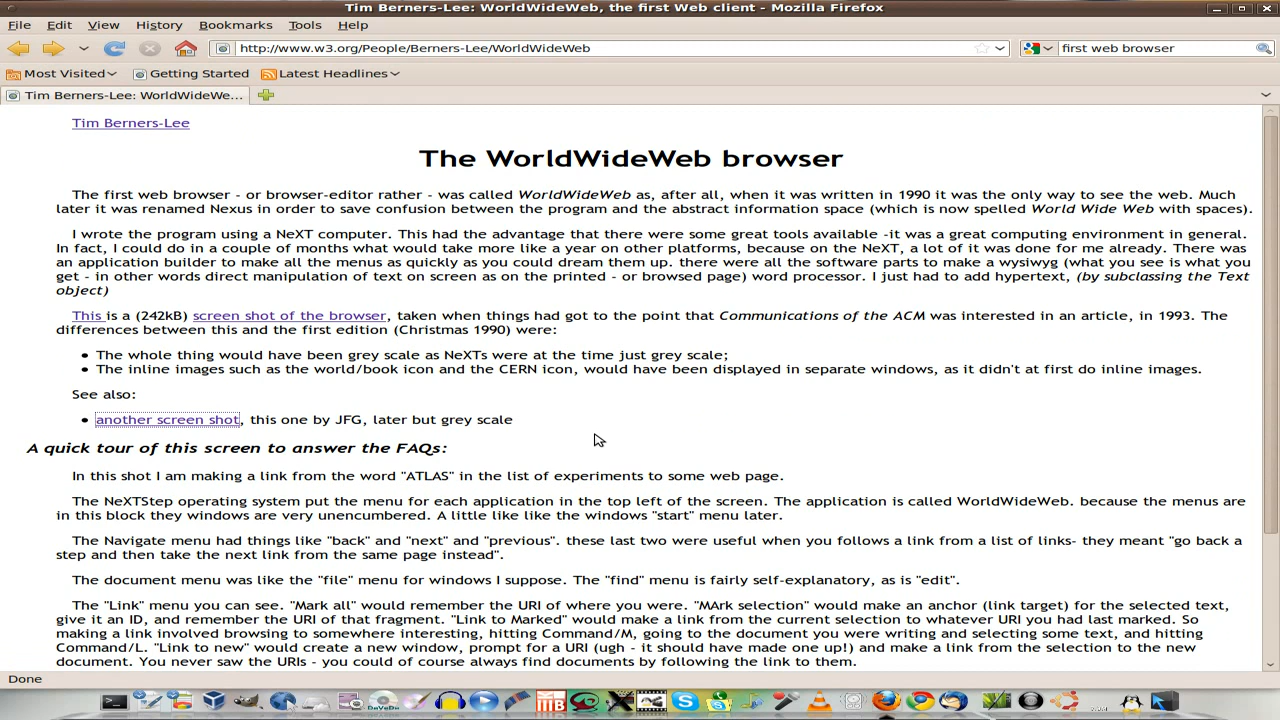 Tim Berners-Lee: WorldWideWeb, the first Web client - Mozilla Firefox
File Edit View History Bookmarks Tools Help
http://www.w3.org/People/Berners-Lee/WorldWideWeb
first web browser
Most Visited Getting Started Latest Headlines
Tim Berners-Lee: WorldWideWe...
Tim Berners-Lee
The WorldWideWeb browser
The first web browser - or browser-editor rather - was called WorldWideWeb as, after all, when it was written in 1990 it was the only way to see the web. Much
later it was renamed Nexus in order to save confusion between the program and the abstract information space (which is now spelled World Wide Web with spaces).
I wrote the program using a NeXT computer. This had the advantage that there were some great tools available -it was a great computing environment in general.
In fact, I could do in a couple of months what would take more like a year on other platforms, because on the NeXT, a lot of it was done for me already. There was
an application builder to make all the menus as quickly as you could dream them up. there were all the software parts to make a wysiwyg (what you see is what you
get - in other words direct manipulation of text on screen as on the printed - or browsed page) word processor. I just had to add hypertext, (by subclassing the Text
object)
This is a (242kB) screen shot of the browser, taken when things had got to the point that Communications of the ACM was interested in an article, in 1993. The
differences between this and the first edition (Christmas 1990) were:
• The whole thing would have been grey scale as NeXTs were at the time just grey scale;
• The inline images such as the world/book icon and the CERN icon, would have been displayed in separate windows, as it didn't at first do inline images.
See also:
• another screen shot, this one by JFG, later but grey scale
A quick tour of this screen to answer the FAQs:
In this shot I am making a link from the word "ATLAS" in the list of experiments to some web page.
The NeXTStep operating system put the menu for each application in the top left of the screen. The application is called WorldWideWeb. because the menus are
in this block they windows are very unencumbered. A little like like the windows "start" menu later.
The Navigate menu had things like "back" and "next" and "previous". these last two were useful when you follows a link from a list of links- they meant "go back a
step and then take the next link from the same page instead".
The document menu was like the "file" menu for windows I suppose. The "find" menu is fairly self-explanatory, as is "edit".
The "Link" menu you can see. "Mark all" would remember the URI of where you were. "MArk selection" would make an anchor (link target) for the selected text,
give it an ID, and remember the URI of that fragment. "Link to Marked" would make a link from the current selection to whatever URI you had last marked. So
making a link involved browsing to somewhere interesting, hitting Command/M, going to the document you were writing and selecting some text, and hitting
Command/L. "Link to new" would create a new window, prompt for a URI (ugh - it should have made one up!) and make a link from the selection to the new
document. You never saw the URIs - you could of course always find documents by following the link to them.
Done